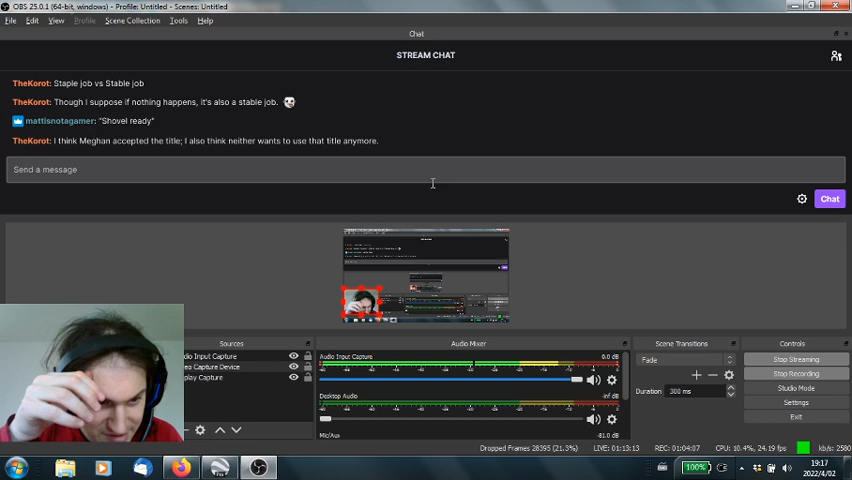 OBS 25.0.1 (64-bit, windows) - Profile: Untitled - Scenes: Untitled
File Edit View Profile Scene Collection Tools Help
Chat
STREAM CHAT
TheKorot: Staple job vs Stable job
TheKorot: Though I suppose if nothing happens, it's also a stable job.
mattisnotagamer: "Shovel ready"
TheKorot: I think Meghan accepted the title; I also think neither wants to use that title anymore.
Send a message
Chat
Sources
Audio Mixer
Scene Transitions
Controls
Input Capture
Capture Device
Capture
Audio Input Capture 0.0 dB
Desktop Audio -inf dB
Mic/Aux -81.0 dB
Fade
Duration 300 ms
Stop Streaming
Stop Recording
Studio Mode
Settings
Exit
Dropped Frames 28395 (21.3%) LIVE: 01:13:13 REC: 01:04:07 CPU: 10.4%, 24.19 fps kb/s: 2580
100%
19:17
2022/4/02